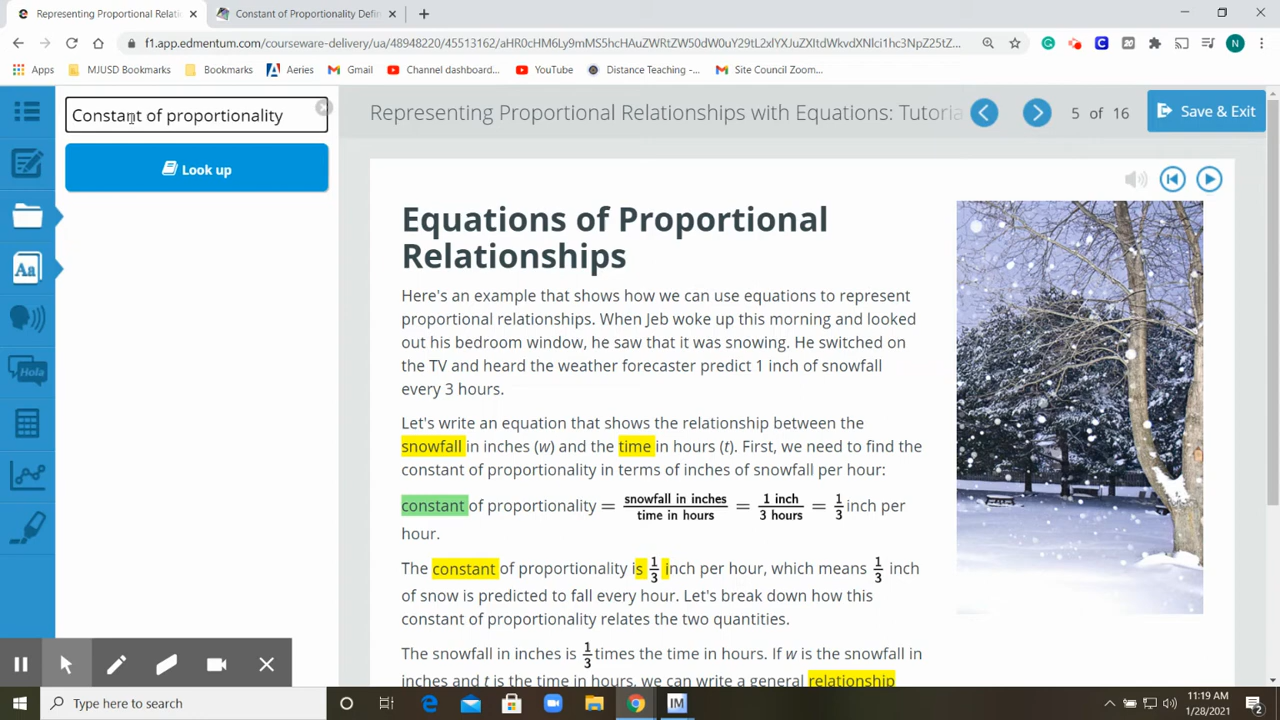 Representing Proportional Relati
Constant of Proportionality Defin
f1.app.edmentum.com/courseware-delivery/ua/48948220/45513162/aHR0cHM6Ly9mMS5hcHAuZWRtZW50dW0uY29tL2xlYXJuZXItdWkvdXNlci1hc3NpZ25tZ...
Apps MJUSD Bookmarks Bookmarks Aeries Gmail Channel dashboard... YouTube Distance Teaching -... Site Council Zoom...
Constant of proportionality
Look up
Representing Proportional Relationships with Equations: Tutoria
5 of 16
Save & Exit
Equations of Proportional
Relationships
Here's an example that shows how we can use equations to represent
proportional relationships. When Jeb woke up this morning and looked
out his bedroom window, he saw that it was snowing. He switched on
the TV and heard the weather forecaster predict 1 inch of snowfall
every 3 hours.
Let's write an equation that shows the relationship between the
snowfall in inches (w) and the time in hours (t). First, we need to find the
constant of proportionality in terms of inches of snowfall per hour:
constant of proportionality = snowfall in inches / time in hours = 1 inch / 3 hours = 1/3 inch per
hour.
The constant of proportionality is 1/3 inch per hour, which means 1/3 inch
of snow is predicted to fall every hour. Let's break down how this
constant of proportionality relates the two quantities.
The snowfall in inches is 1/3 times the time in hours. If w is the snowfall in
inches and t is the time in hours, we can write a general relationship
Aa
Hola
N
Type here to search
IM
11:19 AM
1/28/2021
2